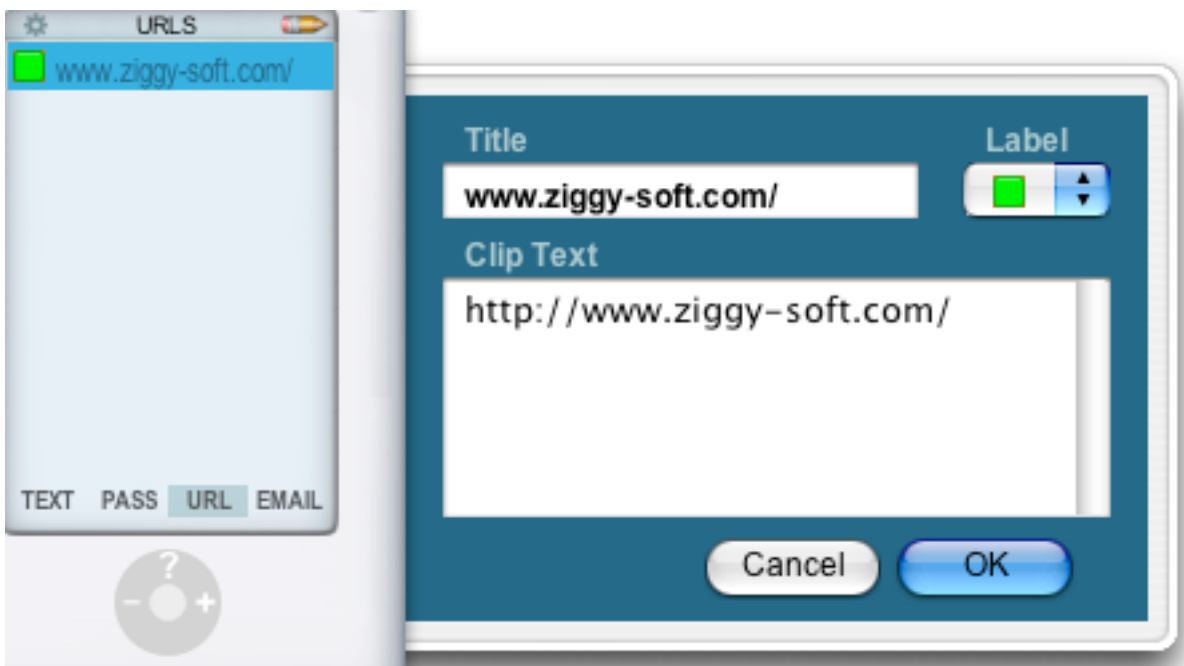 URLS
www.ziggy-soft.com/
TEXT PASS URL EMAIL
?
- +
Title
Label
www.ziggy-soft.com/
Clip Text
http://www.ziggy-soft.com/
Cancel OK